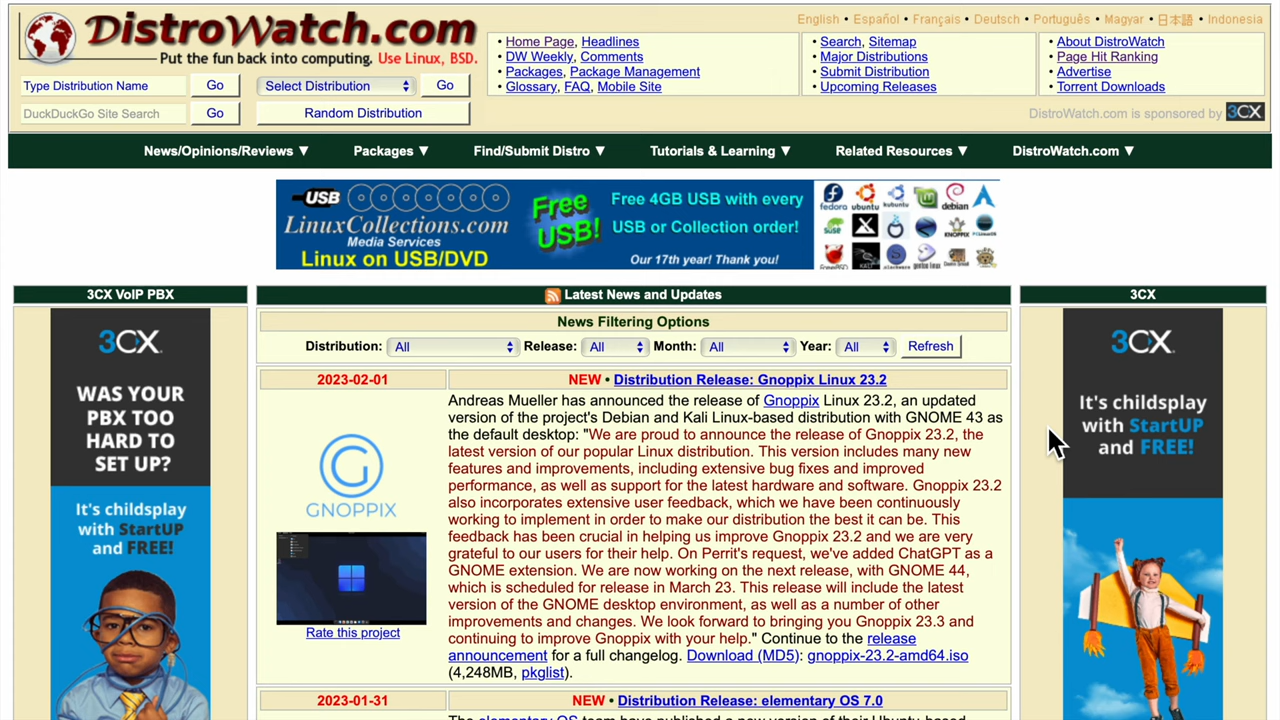 DistroWatch.com
Put the fun back into computing. Use Linux, BSD.
English • Español • Français • Deutsch • Português • Magyar • 日本語 • Indonesia
• Home Page, Headlines
• DW Weekly, Comments
• Packages, Package Management
• Glossary, FAQ, Mobile Site
• Search, Sitemap
• Major Distributions
• Submit Distribution
• Upcoming Releases
• About DistroWatch
• Page Hit Ranking
• Advertise
• Torrent Downloads
Type Distribution Name Go Select Distribution Go
DuckDuckGo Site Search Go Random Distribution
DistroWatch.com is sponsored by 3CX
News/Opinions/Reviews ▼ Packages ▼ Find/Submit Distro ▼ Tutorials & Learning ▼ Related Resources ▼ DistroWatch.com ▼
USB
LinuxCollections.com
Media Services
Linux on USB/DVD
Free
USB!
Free 4GB USB with every
USB or Collection order!
Our 17th year! Thank you!
fedora ubuntu kubuntu debian
SUSE KNOPPIX
3CX VoIP PBX
3CX
WAS YOUR
PBX TOO
HARD TO
SET UP?
It's childsplay
with StartUP
and FREE!
Latest News and Updates
News Filtering Options
Distribution: All Release: All Month: All Year: All Refresh
2023-02-01 NEW • Distribution Release: Gnoppix Linux 23.2
GNOPPIX
Rate this project
Andreas Mueller has announced the release of Gnoppix Linux 23.2, an updated
version of the project's Debian and Kali Linux-based distribution with GNOME 43 as
the default desktop: "We are proud to announce the release of Gnoppix 23.2, the
latest version of our popular Linux distribution. This version includes many new
features and improvements, including extensive bug fixes and improved
performance, as well as support for the latest hardware and software. Gnoppix 23.2
also incorporates extensive user feedback, which we have been continuously
working to implement in order to make our distribution the best it can be. This
feedback has been crucial in helping us improve Gnoppix 23.2 and we are very
grateful to our users for their help. On Perrit's request, we've added ChatGPT as a
GNOME extension. We are now working on the next release, with GNOME 44,
which is scheduled for release in March 23. This release will include the latest
version of the GNOME desktop environment, as well as a number of other
improvements and changes. We look forward to bringing you Gnoppix 23.3 and
continuing to improve Gnoppix with your help." Continue to the release
announcement for a full changelog. Download (MD5): gnoppix-23.2-amd64.iso
(4,248MB, pkglist).
2023-01-31 NEW • Distribution Release: elementary OS 7.0
The elementary OS team have published a new version of their Ubuntu-based
3CX
3CX
It's childsplay
with StartUP
and FREE!